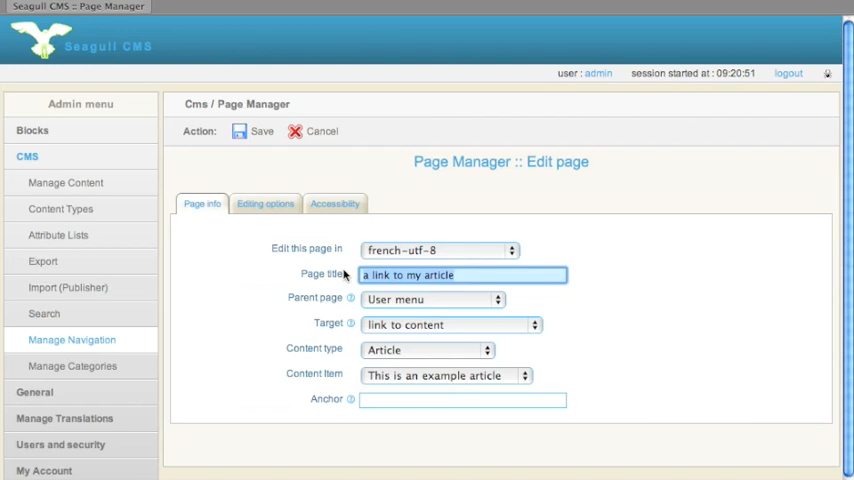 Seagull CMS :: Page Manager
Seagull CMS
user : admin session started at : 09:20:51 logout
Admin menu
Blocks
CMS
Manage Content
Content Types
Attribute Lists
Export
Import (Publisher)
Search
Manage Navigation
Manage Categories
General
Manage Translations
Users and security
My Account
Cms / Page Manager
Action: Save Cancel
Page Manager :: Edit page
Page info Editing options Accessibility
Edit this page in french-utf-8
Page title a link to my article
Parent page ? User menu
Target ? link to content
Content type Article
Content Item This is an example article
Anchor ?